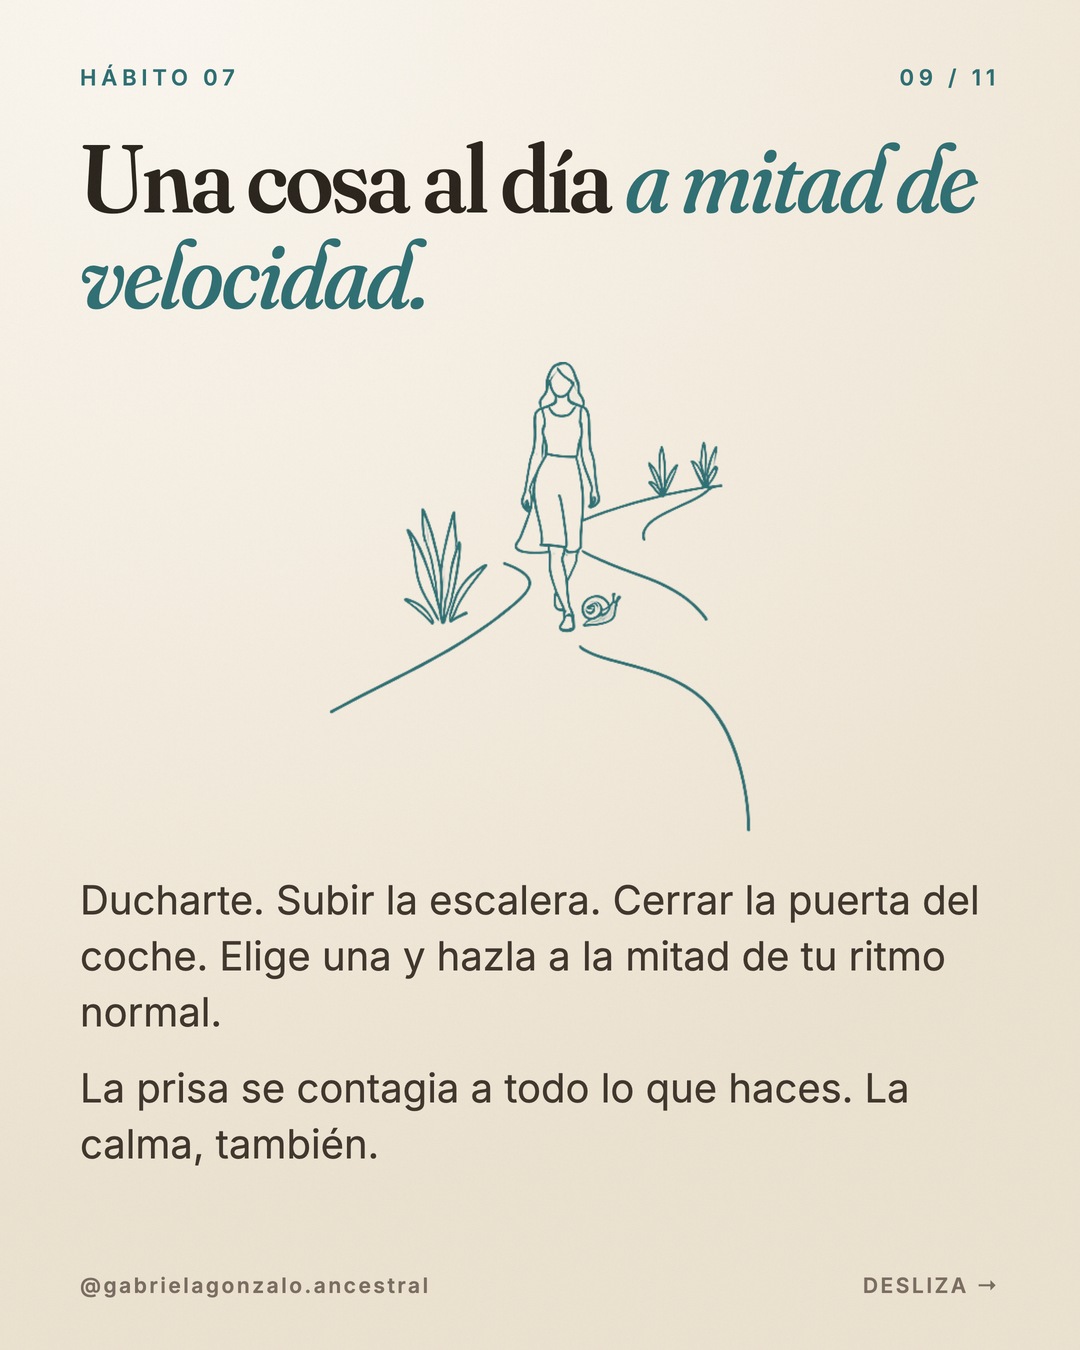 HÁBITO 07
09 / 11
Una cosa al día a mitad de
velocidad.
Ducharte. Subir la escalera. Cerrar la puerta del
coche. Elige una y hazla a la mitad de tu ritmo
normal.
La prisa se contagia a todo lo que haces. La
calma, también.
@gabrielagonzalo.ancestral
DESLIZA →